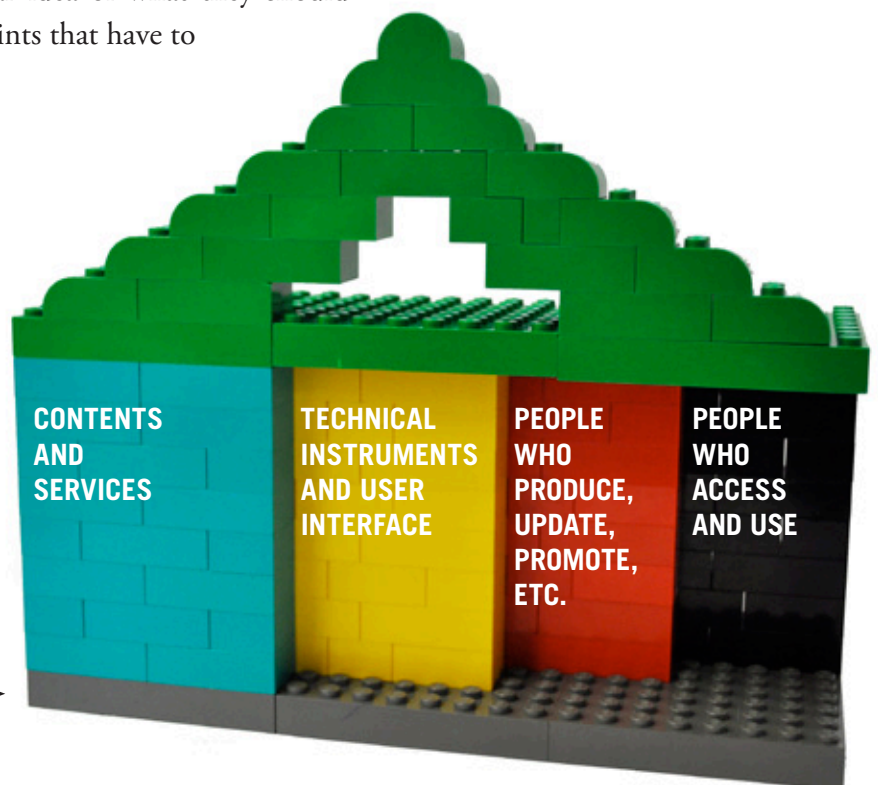 ints that have to
CONTENTS
AND
SERVICES
TECHNICAL
INSTRUMENTS
AND USER
INTERFACE
PEOPLE
WHO
PRODUCE,
UPDATE,
PROMOTE,
ETC.
PEOPLE
WHO
ACCESS
AND USE